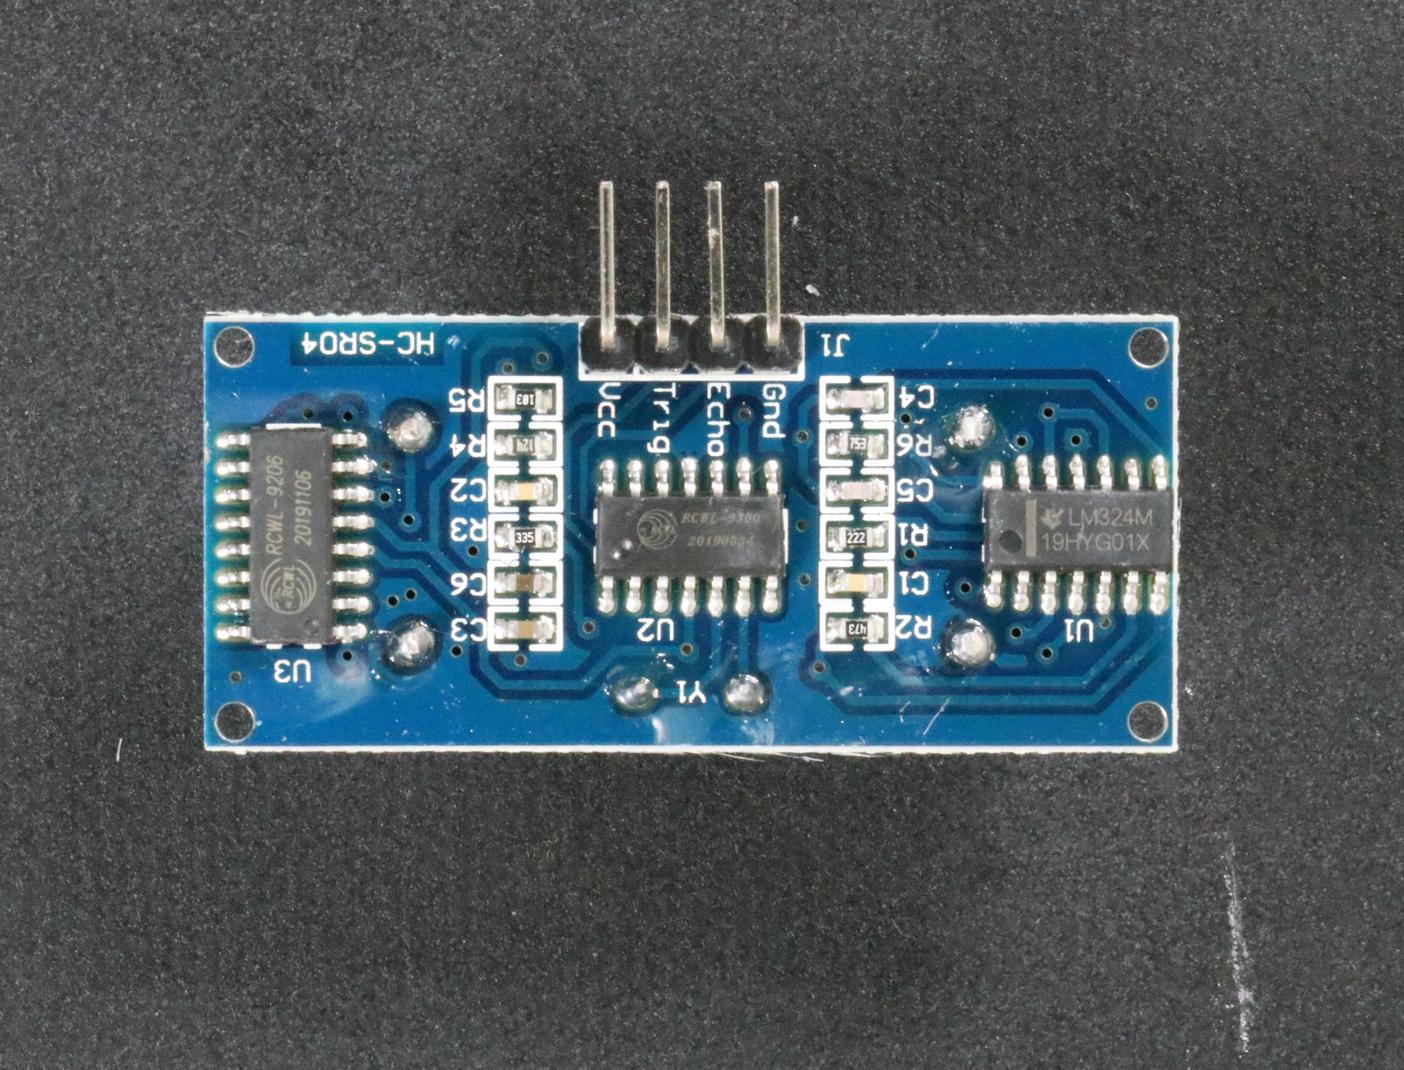 HC-SR04
J1
Vcc
Trig
Echo
Gnd
R5
183
C4
R4
124
R6
C2
C5
R3
335
R1
222
C6
C1
C3
R2
473
RCWL-9206
20191106
RCWL
U3
RCWL-9300
U2
LM324M
19HYG01X
U1
Y1